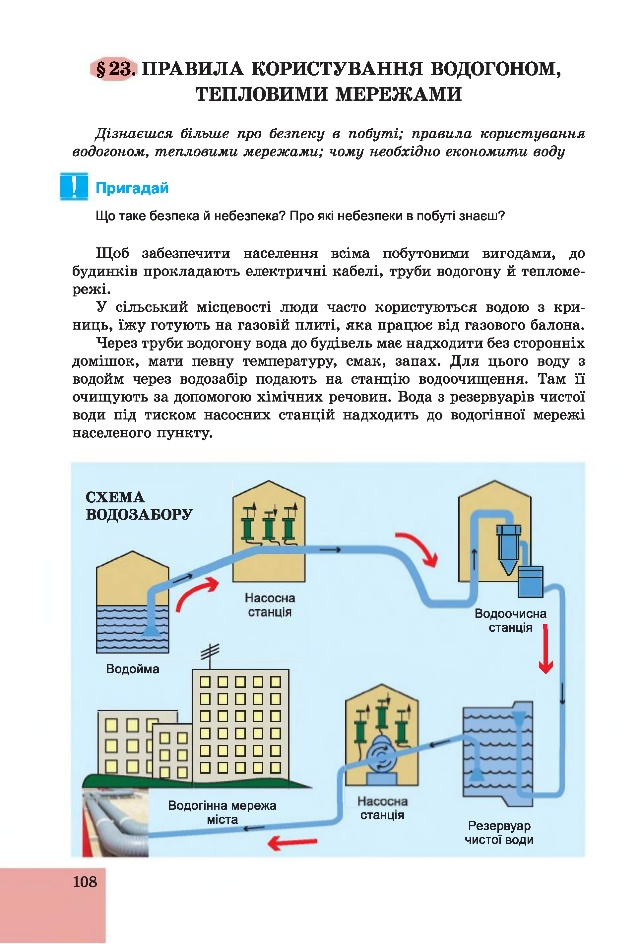 § 23. ПРАВИЛА КОРИСТУВАННЯ ВОДОГОНОМ,
ТЕПЛОВИМИ МЕРЕЖАМИ
Дізнаєшся більше про безпеку в побуті; правила користування
водогоном, тепловими мережами; чому необхідно економити воду
! Пригадай
Що таке безпека й небезпека? Про які небезпеки в побуті знаєш?
Щоб забезпечити населення всіма побутовими вигодами, до
будинків прокладають електричні кабелі, труби водогону й тепломе-
режі.
У сільській місцевості люди часто користуються водою з кри-
ниць, їжу готують на газовій плиті, яка працює від газового балона.
Через труби водогону вода до будівель має надходити без сторонніх
домішок, мати певну температуру, смак, запах. Для цього воду з
водойм через водозабір подають на станцію водоочищення. Там її
очищують за допомогою хімічних речовин. Вода з резервуарів чистої
води під тиском насосних станцій надходить до водогінної мережі
населеного пункту.
СХЕМА
ВОДОЗАБОРУ
Насосна
станція
Водоочисна
станція
Водойма
Водогінна мережа
міста
Насосна
станція
Резервуар
чистої води
108